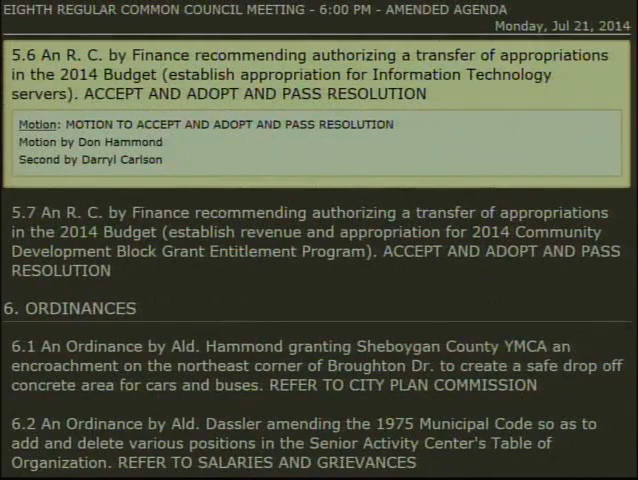 EIGHTH REGULAR COMMON COUNCIL MEETING - 6:00 PM - AMENDED AGENDA
Monday, Jul 21, 2014
5.6 An R. C. by Finance recommending authorizing a transfer of appropriations
in the 2014 Budget (establish appropriation for Information Technology
servers). ACCEPT AND ADOPT AND PASS RESOLUTION
Motion: MOTION TO ACCEPT AND ADOPT AND PASS RESOLUTION
Motion by Don Hammond
Second by Darryl Carlson
5.7 An R. C. by Finance recommending authorizing a transfer of appropriations
in the 2014 Budget (establish revenue and appropriation for 2014 Community
Development Block Grant Entitlement Program). ACCEPT AND ADOPT AND PASS
RESOLUTION
6. ORDINANCES
6.1 An Ordinance by Ald. Hammond granting Sheboygan County YMCA an
encroachment on the northeast corner of Broughton Dr. to create a safe drop off
concrete area for cars and buses. REFER TO CITY PLAN COMMISSION
6.2 An Ordinance by Ald. Dassler amending the 1975 Municipal Code so as to
add and delete various positions in the Senior Activity Center's Table of
Organization. REFER TO SALARIES AND GRIEVANCES